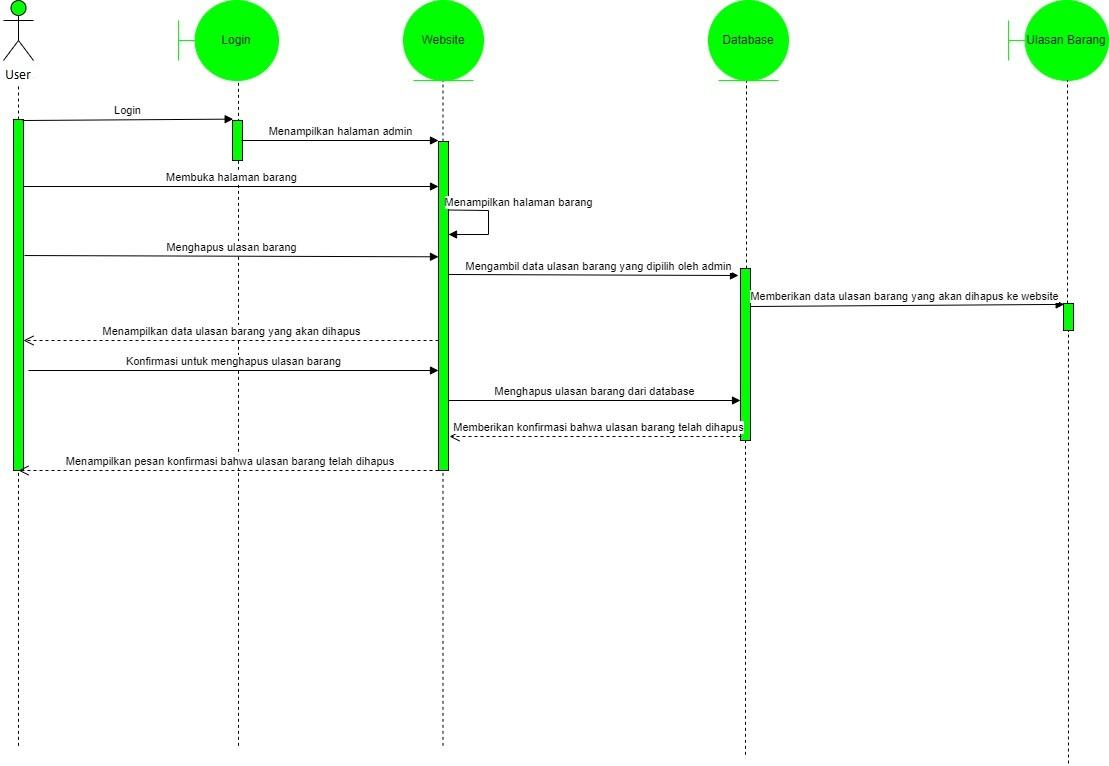 User
Login
Website
Database
Ulasan Barang
Login
Menampilkan halaman admin
Membuka halaman barang
Menampilkan halaman barang
Menghapus ulasan barang
Mengambil data ulasan barang yang dipilih oleh admin
Memberikan data ulasan barang yang akan dihapus ke website
Menampilkan data ulasan barang yang akan dihapus
Konfirmasi untuk menghapus ulasan barang
Menghapus ulasan barang dari database
Memberikan konfirmasi bahwa ulasan barang telah dihapus
Menampilkan pesan konfirmasi bahwa ulasan barang telah dihapus